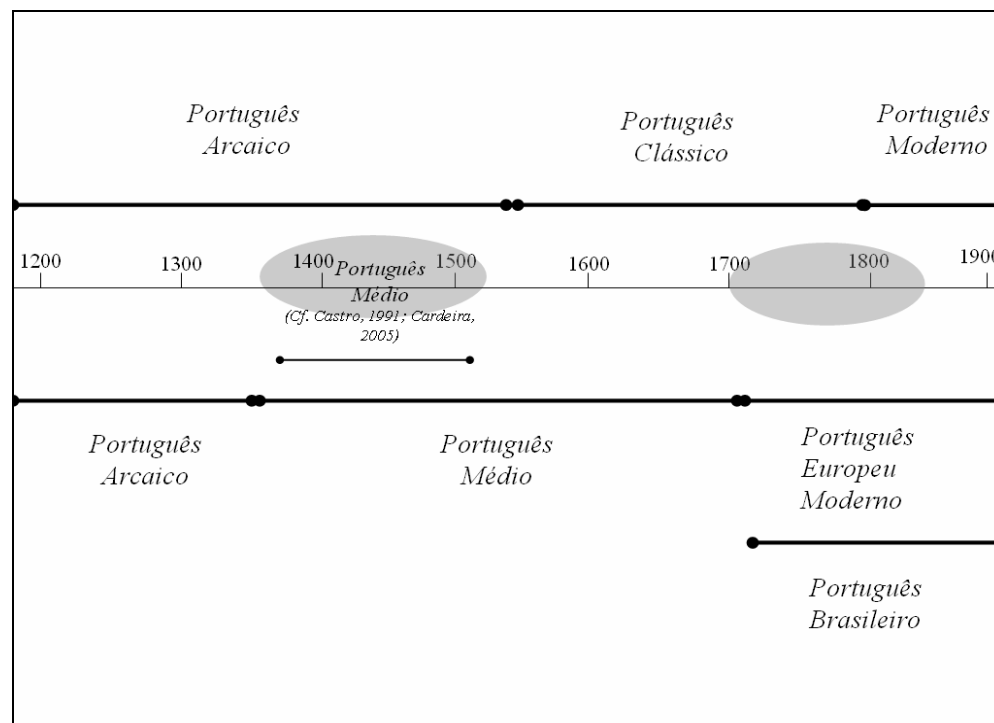 Português
Arcaico
Português
Clássico
Português
Moderno
1200
1300
1400
1500
1600
1700
1800
1900
Português
Médio
(Cf. Castro, 1991; Cardeira,
2005)
Português
Arcaico
Português
Médio
Português
Europeu
Moderno
Português
Brasileiro